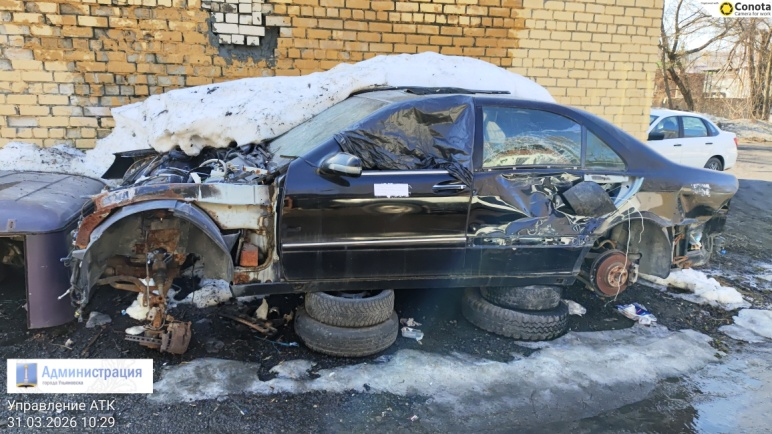 Conota
Camera for work
Администрация
города Ульяновска
Управление АТК
31.03.2026 10:29